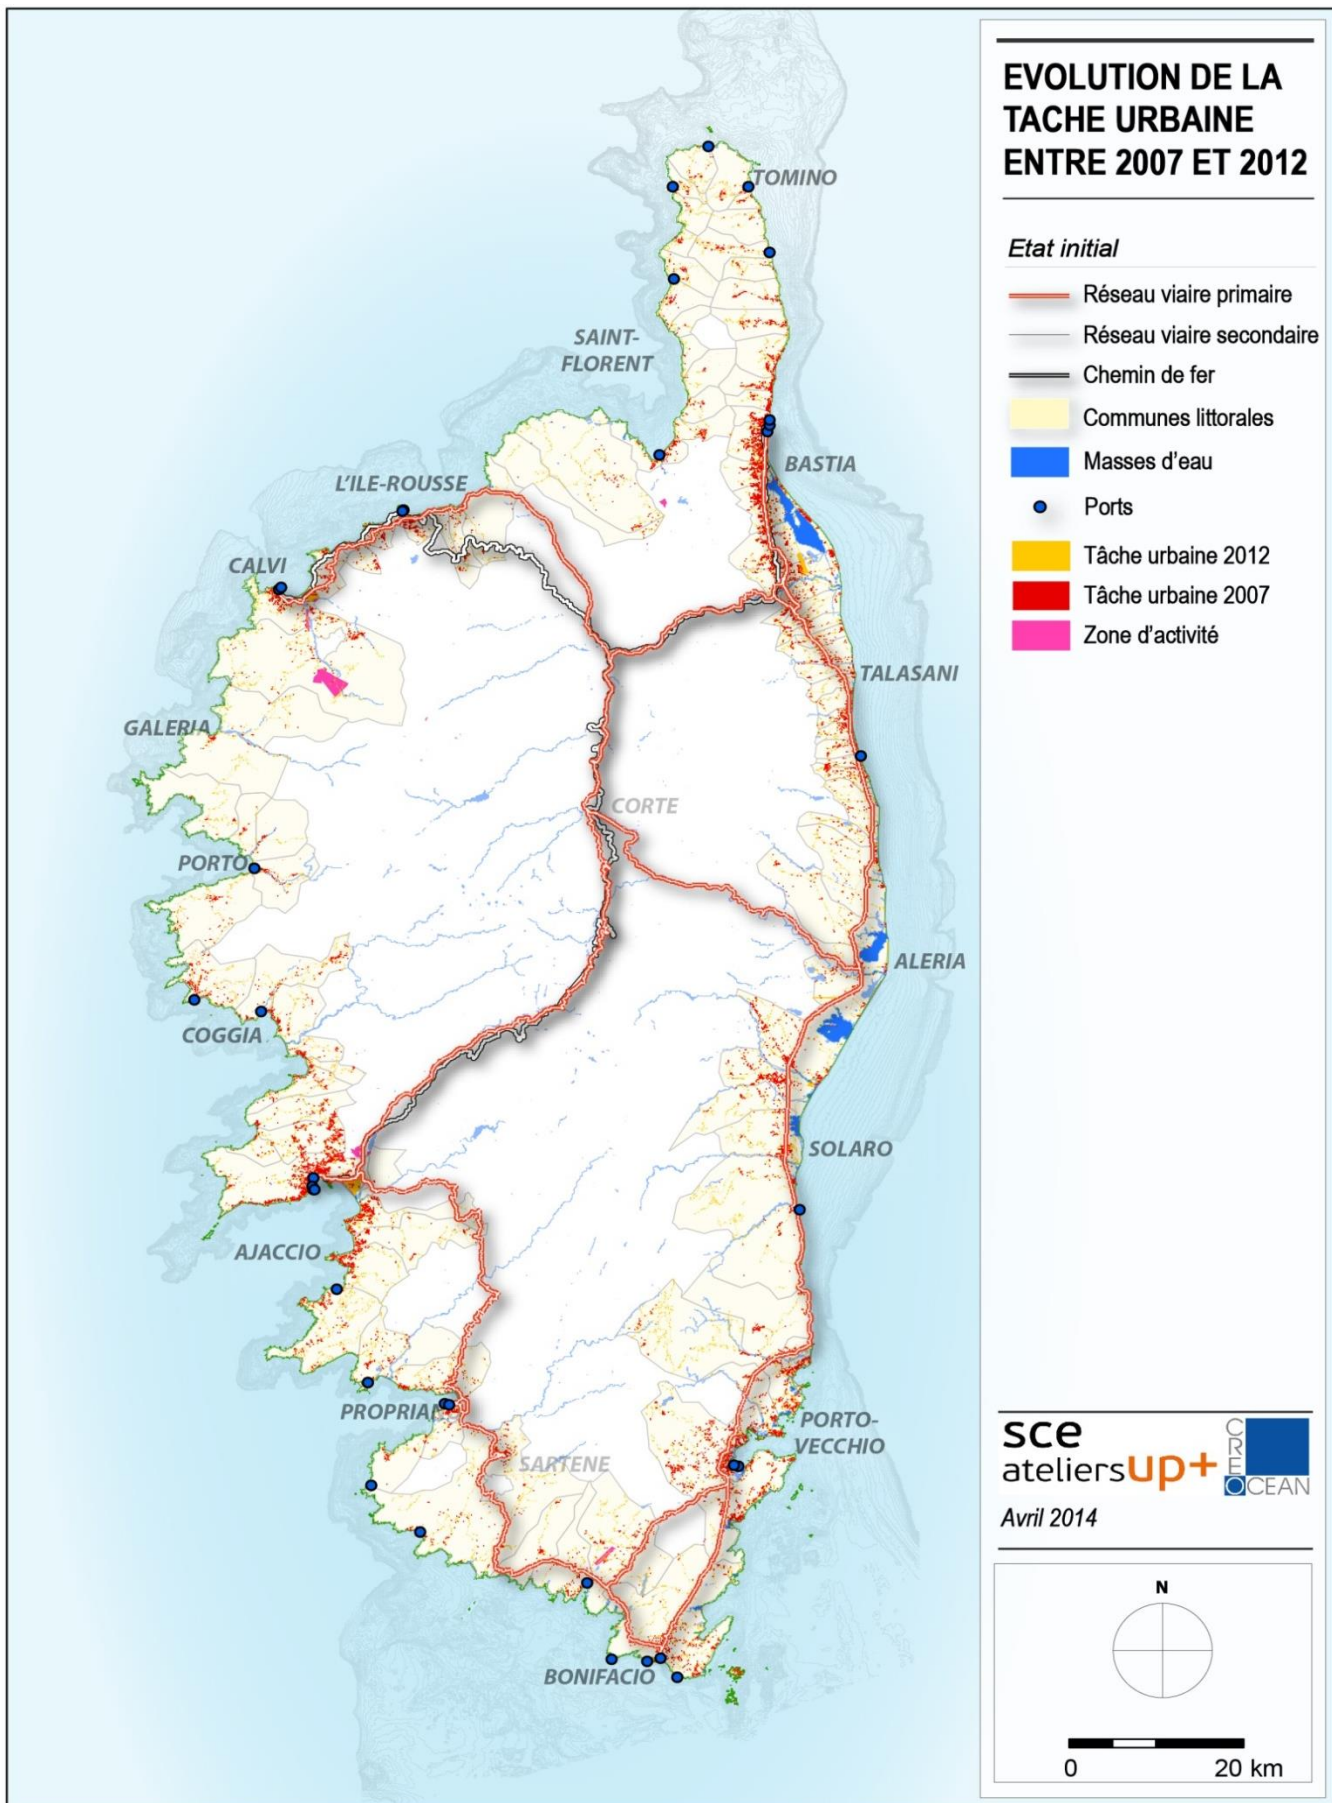 EVOLUTION DE LA
TACHE URBAINE
ENTRE 2007 ET 2012
Etat initial
Réseau viaire primaire
Réseau viaire secondaire
Chemin de fer
Communes littorales
Masses d'eau
Ports
Tâche urbaine 2012
Tâche urbaine 2007
Zone d'activité
TOMINO
SAINT-
FLORENT
BASTIA
L'ILE-ROUSSE
CALVI
TALASANI
GALERIA
CORTE
PORTO
ALERIA
COGGIA
SOLARO
AJACCIO
PROPRIAN
PORTO-
VECCHIO
SARTENE
BONIFACIO
sce
ateliers up+
CREOCEAN
Avril 2014
N
0 20 km